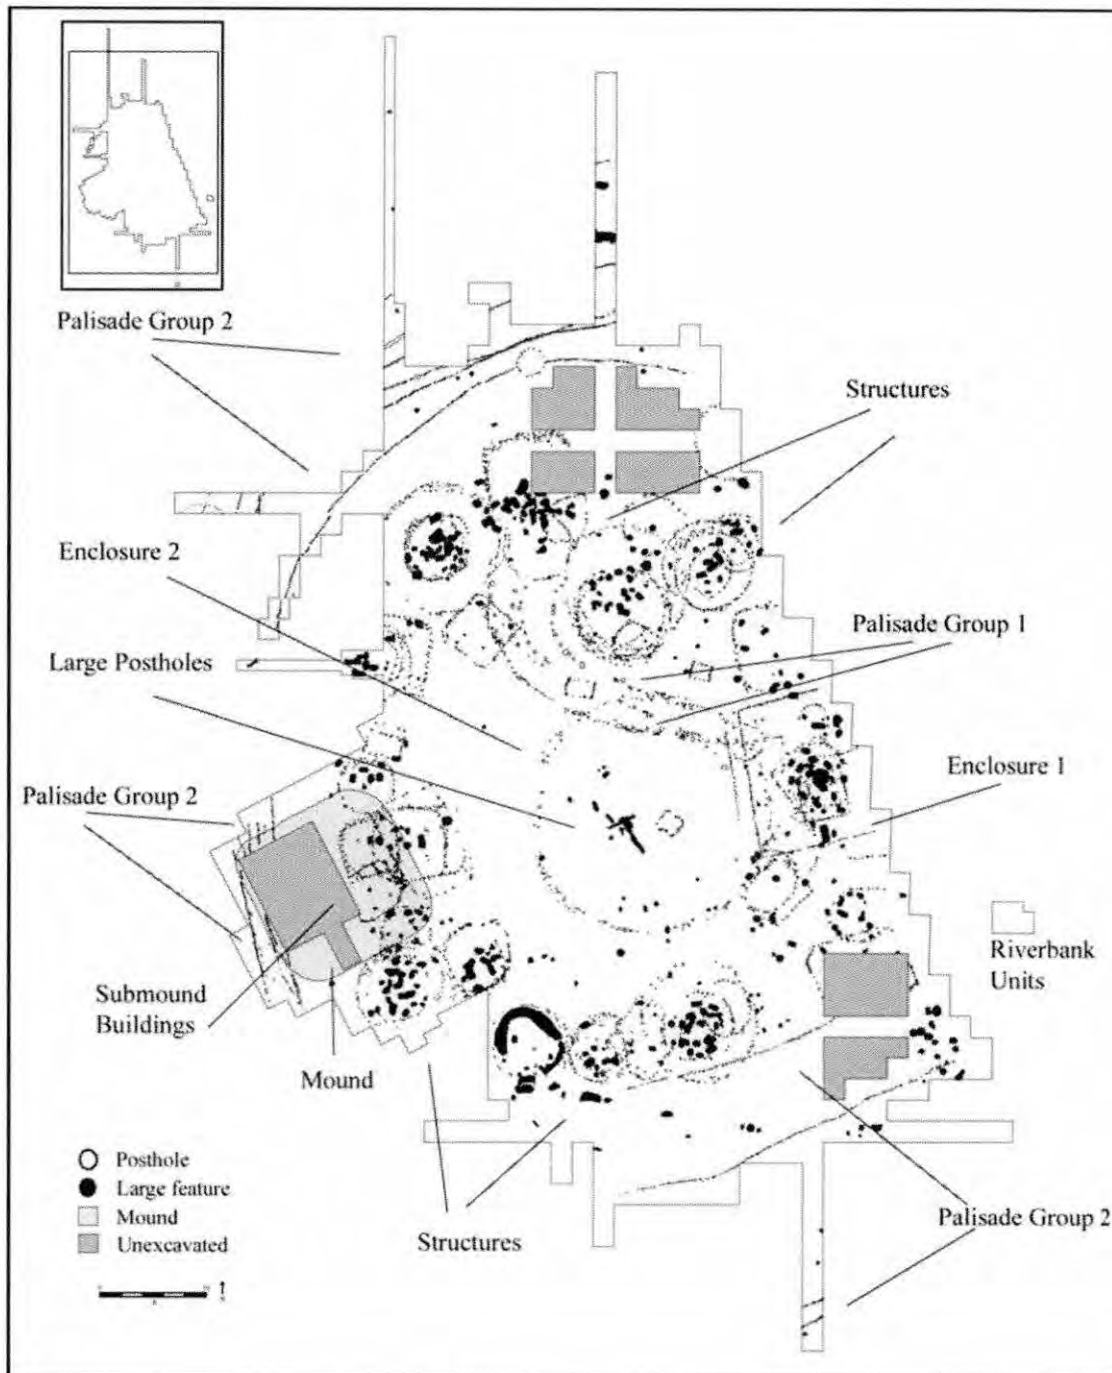 Palisade Group 2
Structures
Enclosure 2
Palisade Group 1
Large Postholes
Enclosure 1
Palisade Group 2
Riverbank
Units
Submound
Buildings
Mound
Posthole
Large feature
Mound
Unexcavated
Structures
Palisade Group 2